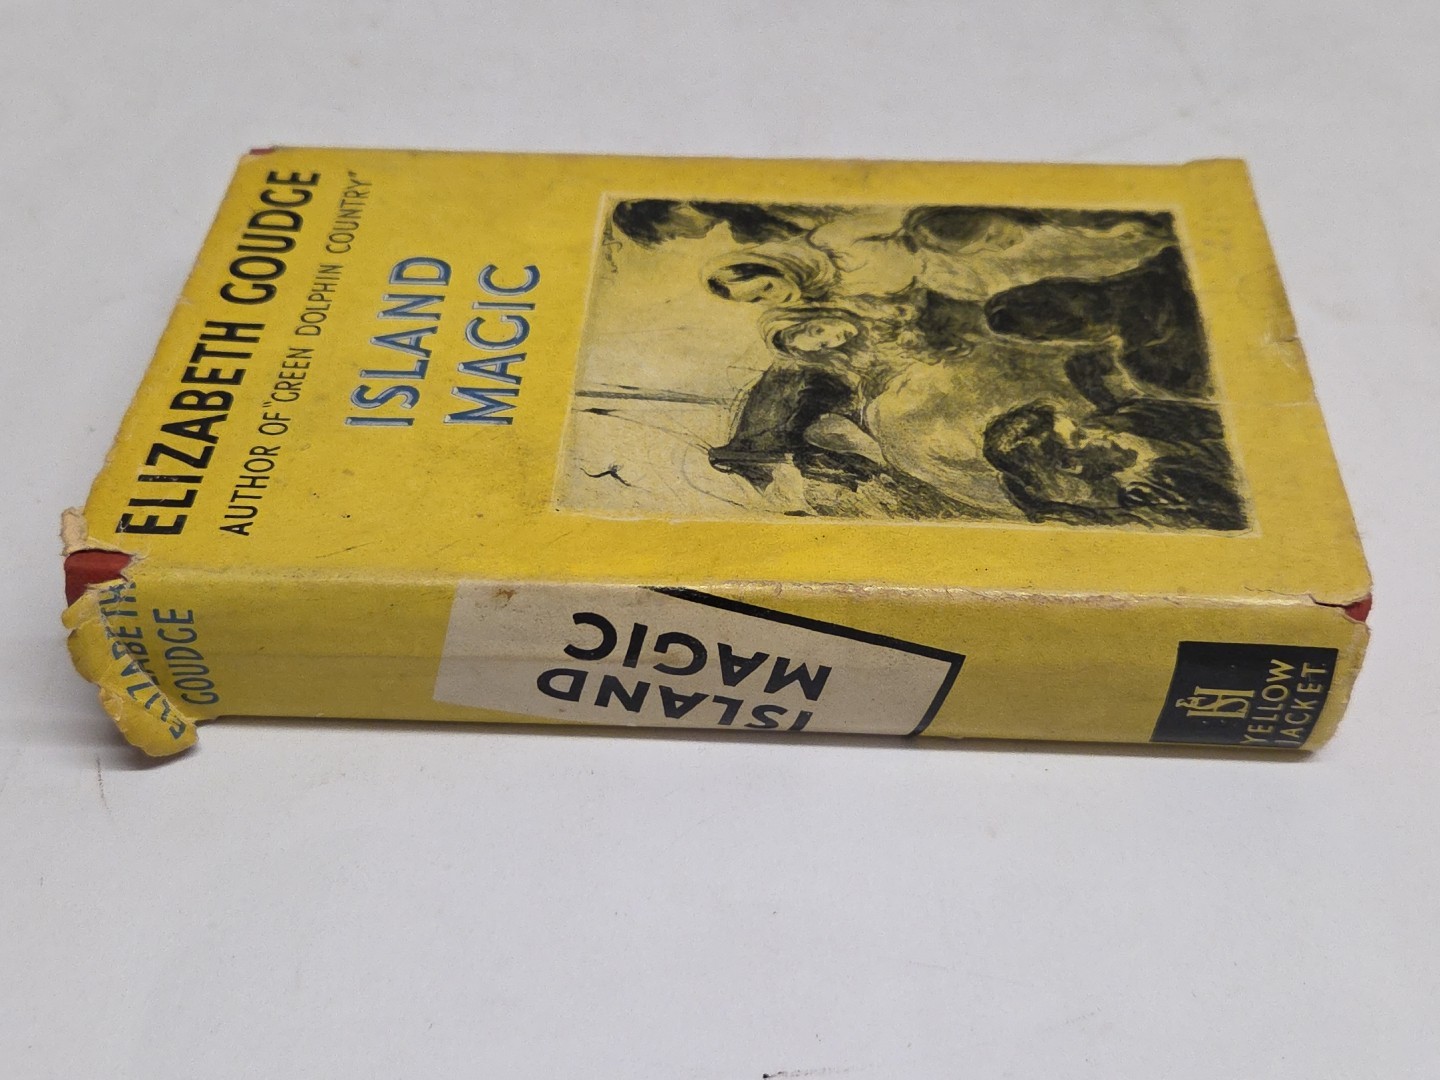 ELIZABETH GOUDGE
AUTHOR OF "GREEN DOLPHIN COUNTRY"
ISLAND
MAGIC
ELIZABETH
GOUDGE
ISLAND
MAGIC
H&S
YELLOW
JACKET